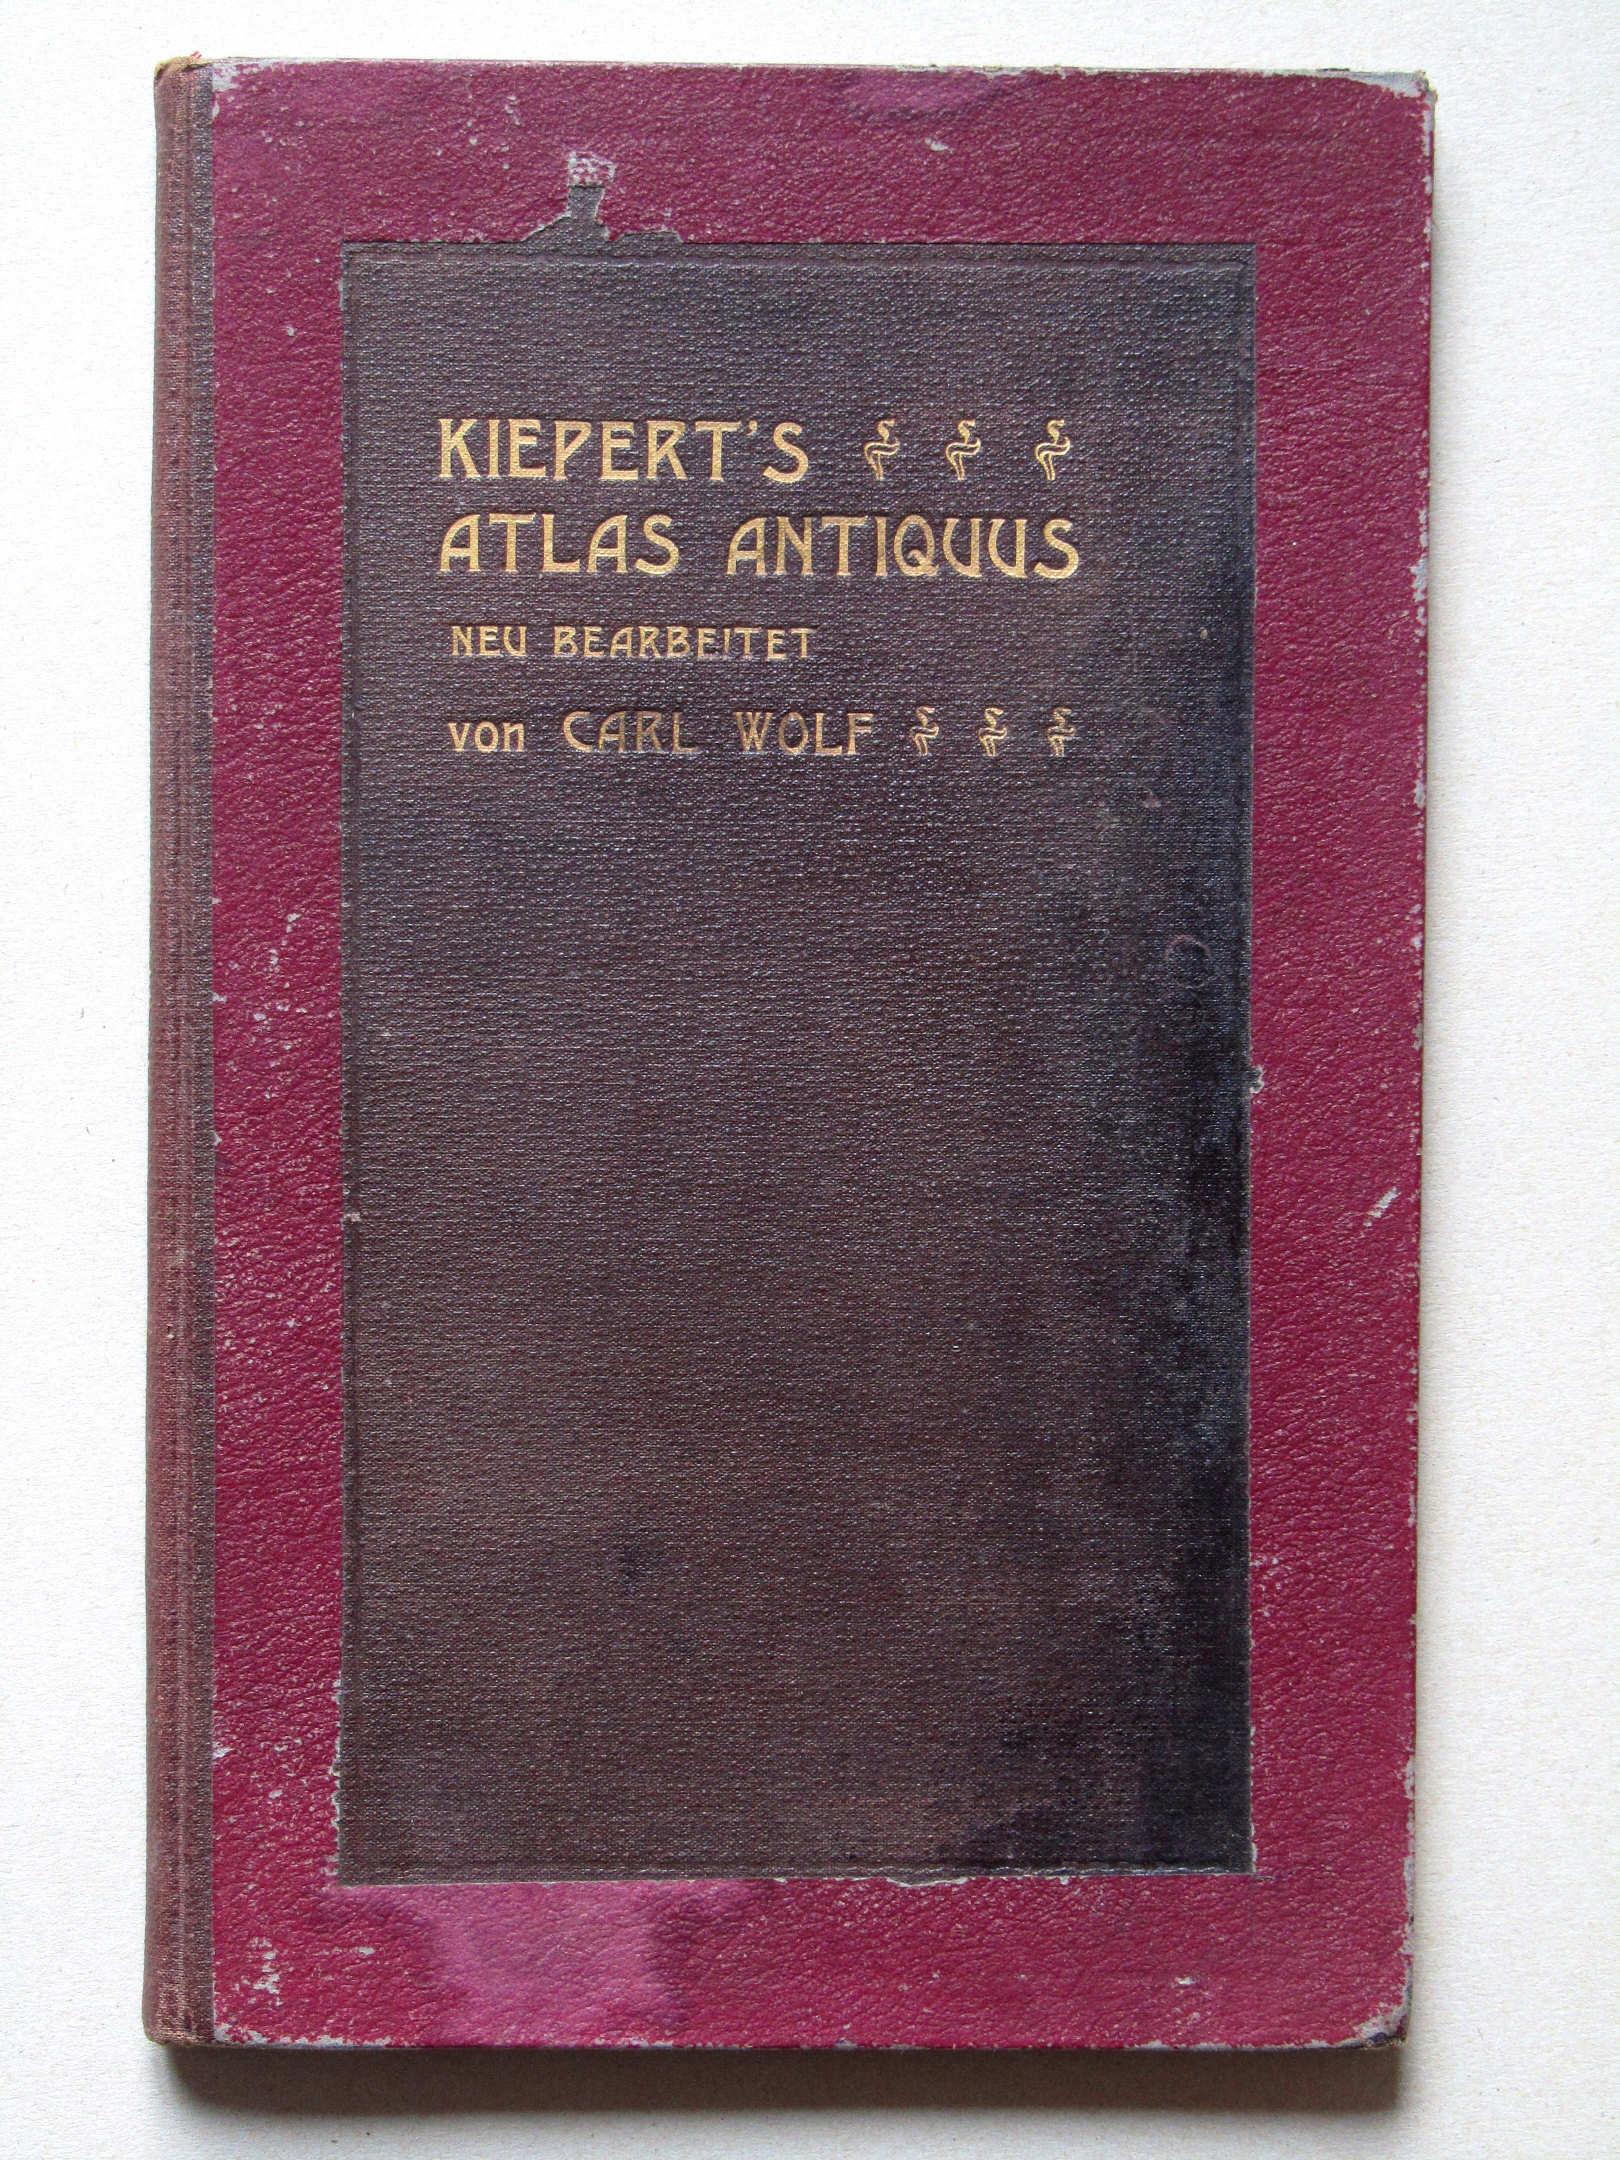 KIEPERT'S
ATLAS ANTIQUUS
NEU BEARBEITET
von CARL WOLF